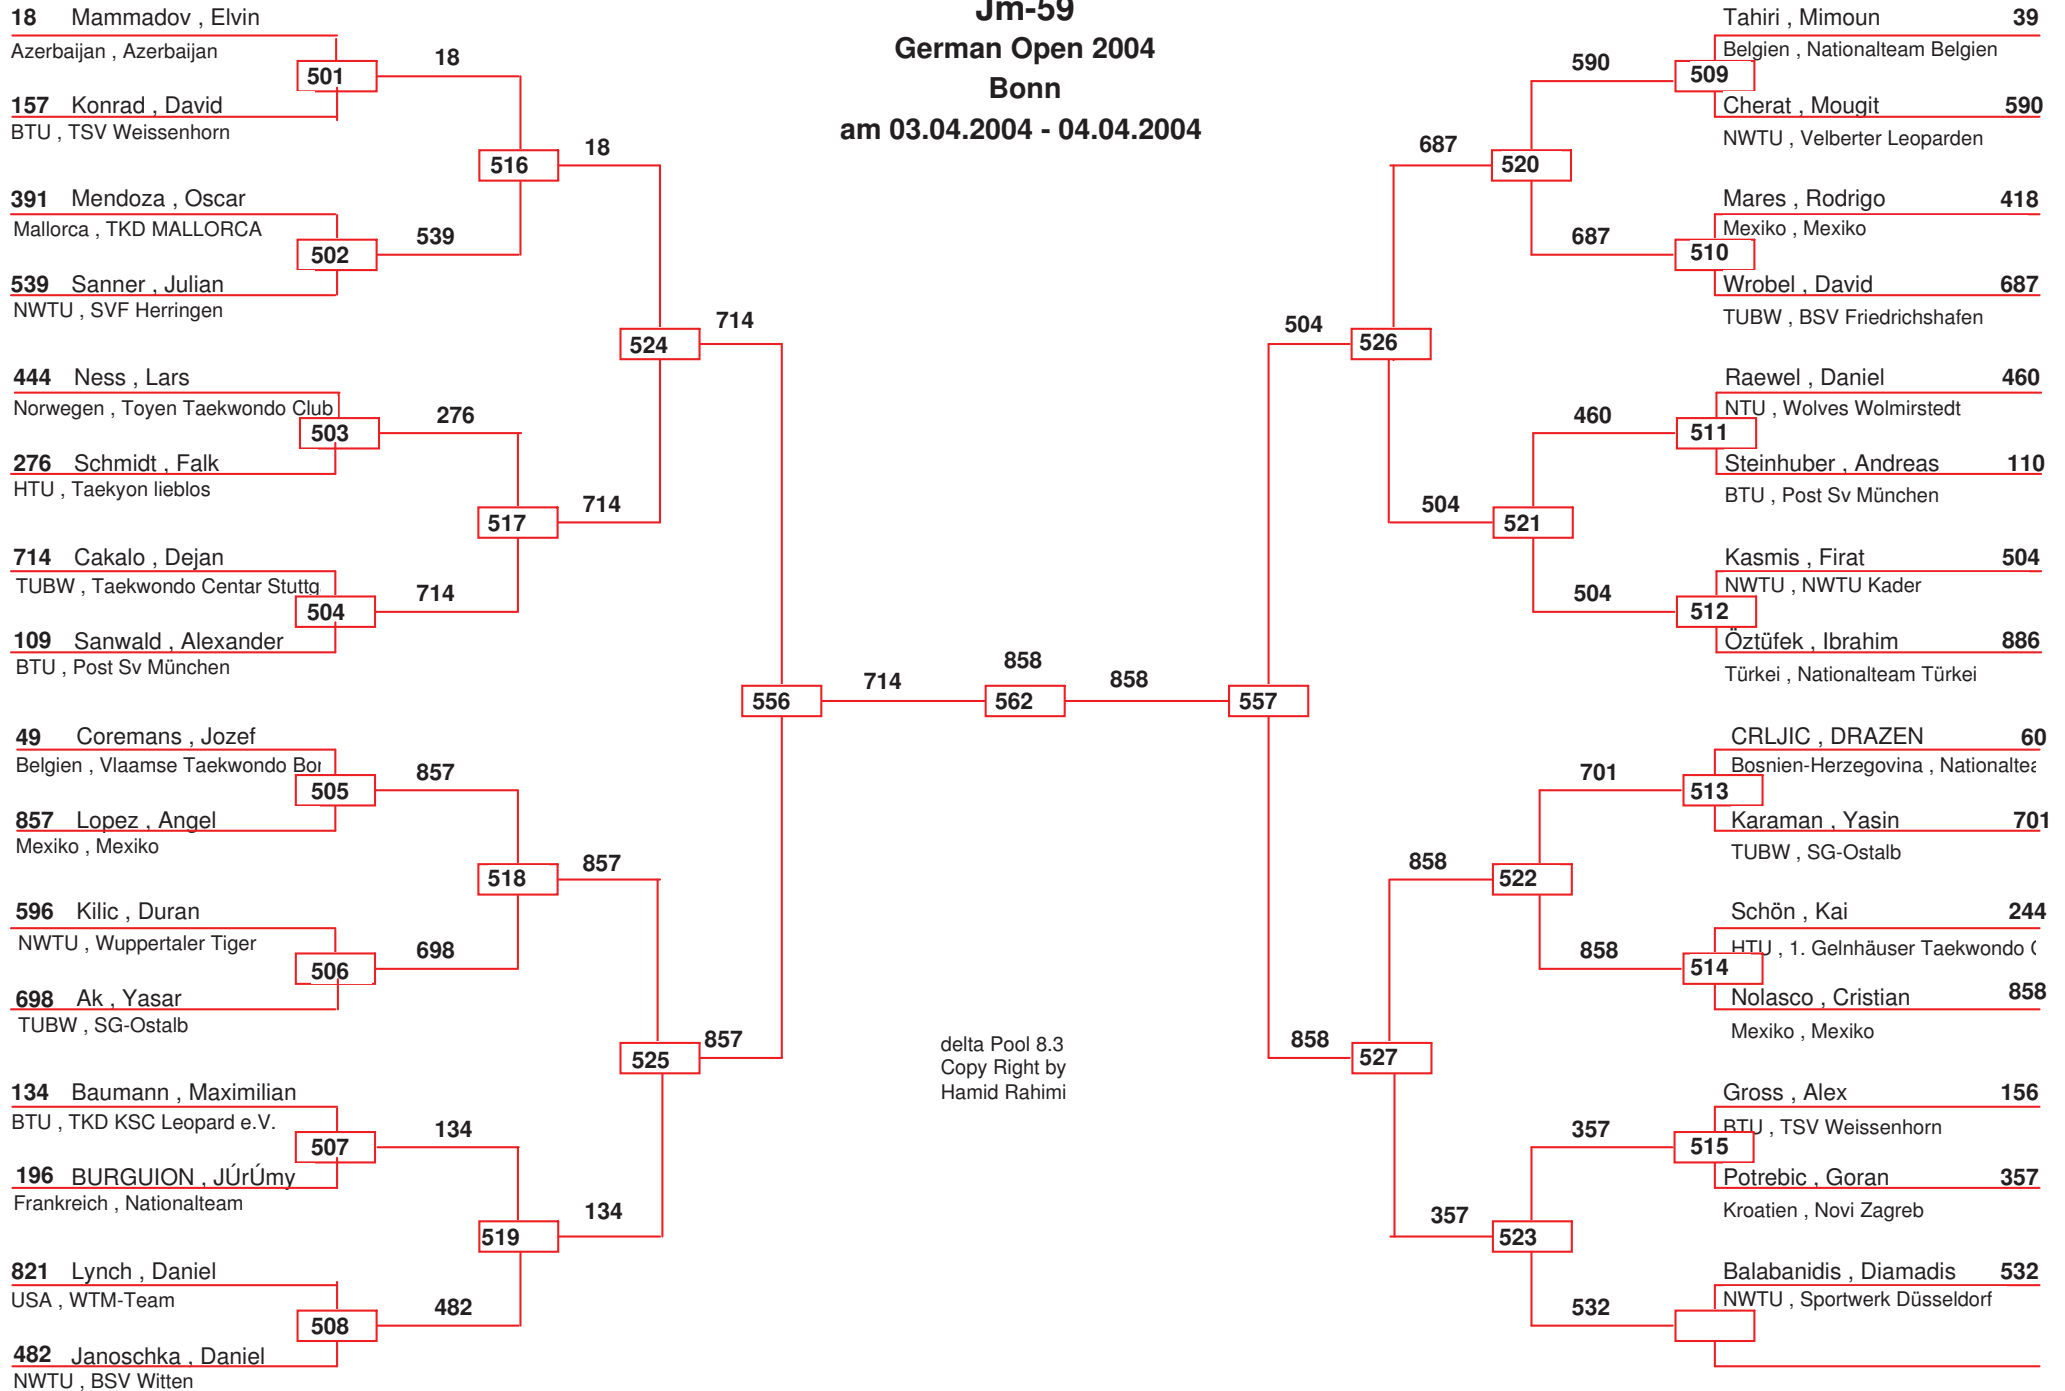 Jm-59
German Open 2004
Bonn
am 03.04.2004 - 04.04.2004
18 Mammadov , Elvin
Azerbaijan , Azerbaijan
501
18
157 Konrad , David
BTU , TSV Weissenhorn
516
18
391 Mendoza , Oscar
Mallorca , TKD MALLORCA
502
539
539 Sanner , Julian
NWTU , SVF Herringen
524
714
444 Ness , Lars
Norwegen , Toyen Taekwondo Club
503
276
276 Schmidt , Falk
HTU , Taekyon lieblos
517
714
714 Cakalo , Dejan
TUBW , Taekwondo Centar Stuttg
504
714
109 Sanwald , Alexander
BTU , Post Sv München
556
714
49 Coremans , Jozef
Belgien , Vlaamse Taekwondo Bon
505
857
857 Lopez , Angel
Mexiko , Mexiko
518
857
596 Kilic , Duran
NWTU , Wuppertaler Tiger
506
698
698 Ak , Yasar
TUBW , SG-Ostalb
525
857
134 Baumann , Maximilian
BTU , TKD KSC Leopard e.V.
507
134
196 BURGUION , JÚrÚmy
Frankreich , Nationalteam
519
134
821 Lynch , Daniel
USA , WTM-Team
508
482
482 Janoschka , Daniel
NWTU , BSV Witten
858
562
858
557
delta Pool 8.3
Copy Right by
Hamid Rahimi
Tahiri , Mimoun 39
Belgien , Nationalteam Belgien
590
509
Cherat , Mougit 590
NWTU , Velberter Leoparden
687
520
Mares , Rodrigo 418
Mexiko , Mexiko
687
510
Wrobel , David 687
TUBW , BSV Friedrichshafen
504
526
Raewel , Daniel 460
NTU , Wolves Wolmirstedt
460
511
Steinhuber , Andreas 110
BTU , Post Sv München
504
521
Kasmis , Firat 504
NWTU , NWTU Kader
504
512
Öztüfek , Ibrahim 886
Türkei , Nationalteam Türkei
CRLJIC , DRAZEN 60
Bosnien-Herzegovina , Nationaltea
701
513
Karaman , Yasin 701
TUBW , SG-Ostalb
858
522
Schön , Kai 244
HTU , 1. Gelnhäuser Taekwondo C
858
514
Nolasco , Cristian 858
Mexiko , Mexiko
858
527
Gross , Alex 156
BTU , TSV Weissenhorn
357
515
Potrebic , Goran 357
Kroatien , Novi Zagreb
357
523
Balabanidis , Diamadis 532
NWTU , Sportwerk Düsseldorf
532